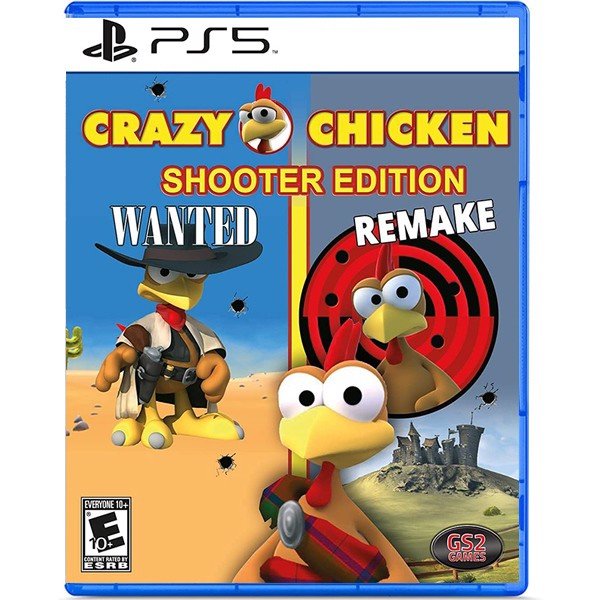 PS5
CRAZY CHICKEN
SHOOTER EDITION
WANTED
REMAKE
EVERYONE 10+
E
10+
CONTENT RATED BY
ESRB
GS2
GAMES